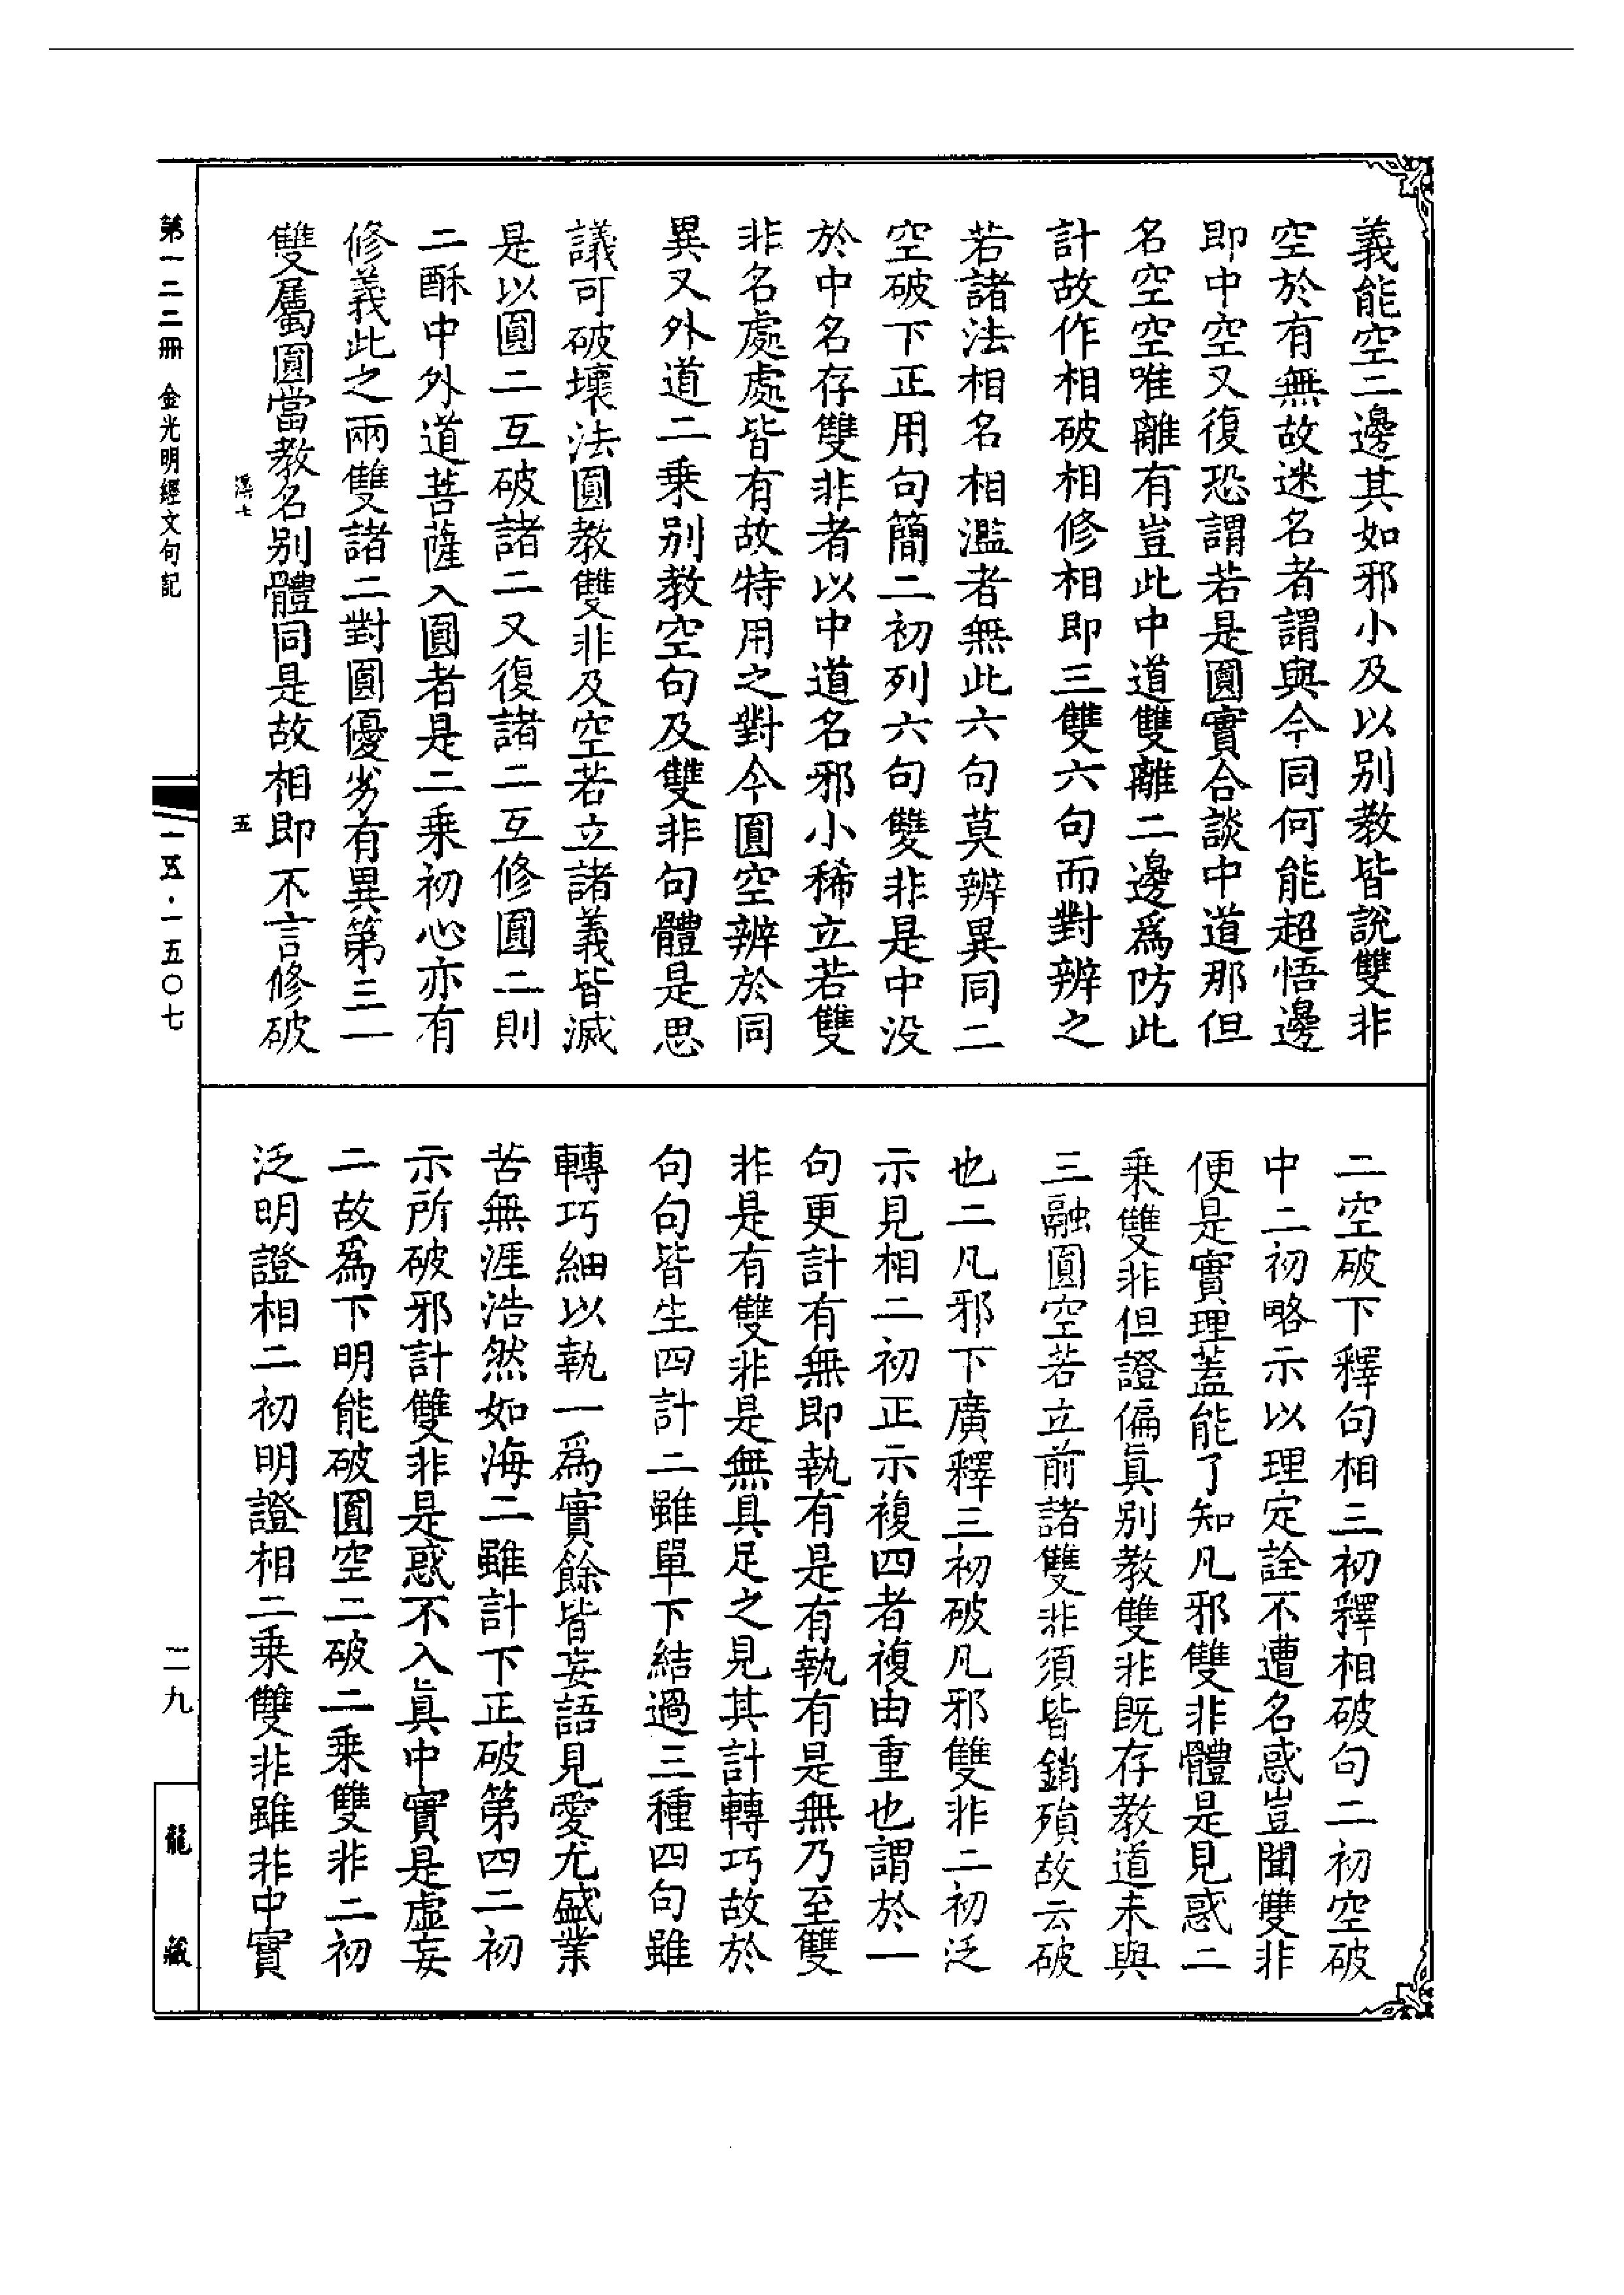 義能空二邊其如邪小及以别教皆說雙非
空於有無故迷名者謂與今同何能超悟邊
即中空又復恐謂若是圓實合談中道那但
名空空唯離有豈此中道雙離二邊爲防此
計故作相破相修相即三雙六句而對辨之
若諸法相名相濫者無此六句莫辨異同二
空破下正用句簡二初列六句雙非是中没
於中名存雙非者以中道名邪小稀立若雙
非名處處皆有故特用之對今圓空辨於同
異又外道二乘别教空句及雙非句體是思
議可破壞法圓教雙非及空若立諸義皆滅
是以圓二互破諸二又復諸二互修圓二則
二酥中外道菩薩入圓者是二乘初心亦有
修義此之兩雙諸二對圓優劣有異第三一
雙屬圓當教名别體同是故相即不言修破
二空破下釋句相三初釋相破句二初空破
中二初略示以理定詮不遭名惑豈聞雙非
便是實理蓋能了知凡邪雙非體是見惑二
乘雙非但證偏眞别教雙非既存教道未與
三融圓空若立前諸雙非須皆銷殞故云破
也二凡邪下廣釋三初破凡邪雙非二初泛
示見相二初正示複四者複由重也謂於一
句更計有無即執有是有執有是無乃至雙
非是有雙非是無具足之見其計轉巧故於
句句皆生四計二雖單下結過三種四句雖
轉巧細以執一爲實餘皆妄語見愛尤盛業
苦無涯浩然如海二雖計下正破第四二初
示所破邪計雙非是惑不入眞中實是虛妄
二故爲下明能破圓空二破二乘雙非二初
泛明證相二初明證相二乘雙非雖非中實
第一二二冊 金光明經文句記
五
一五·一五〇七
二九
龍藏